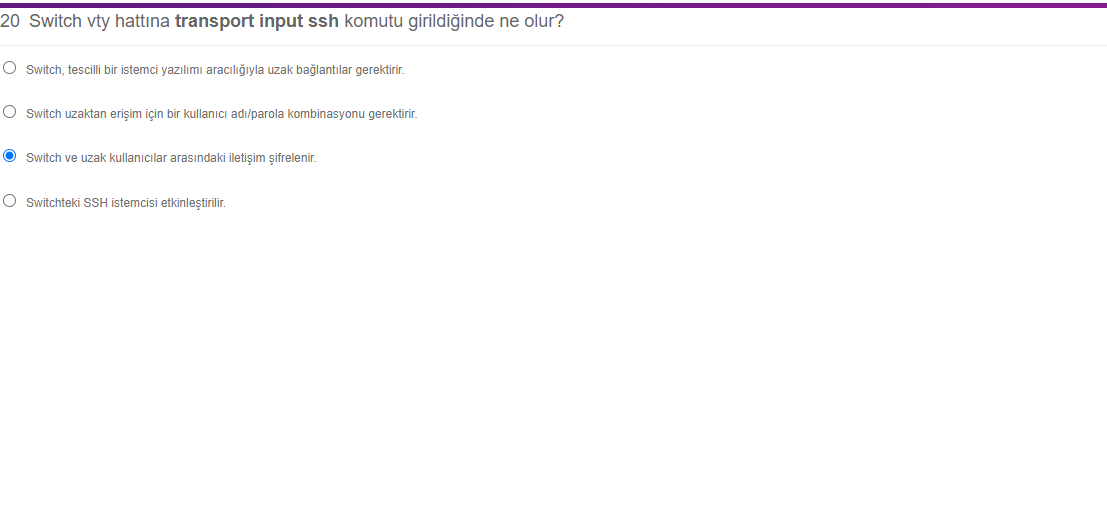 20 Switch vty hattına transport input ssh komutu girildiğinde ne olur?
Switch, tescilli bir istemci yazılımı aracılığıyla uzak bağlantılar gerektirir.
Switch uzaktan erişim için bir kullanıcı adı/parola kombinasyonu gerektirir.
Switch ve uzak kullanıcılar arasındaki iletişim şifrelenir.
Switchteki SSH istemcisi etkinleştirilir.